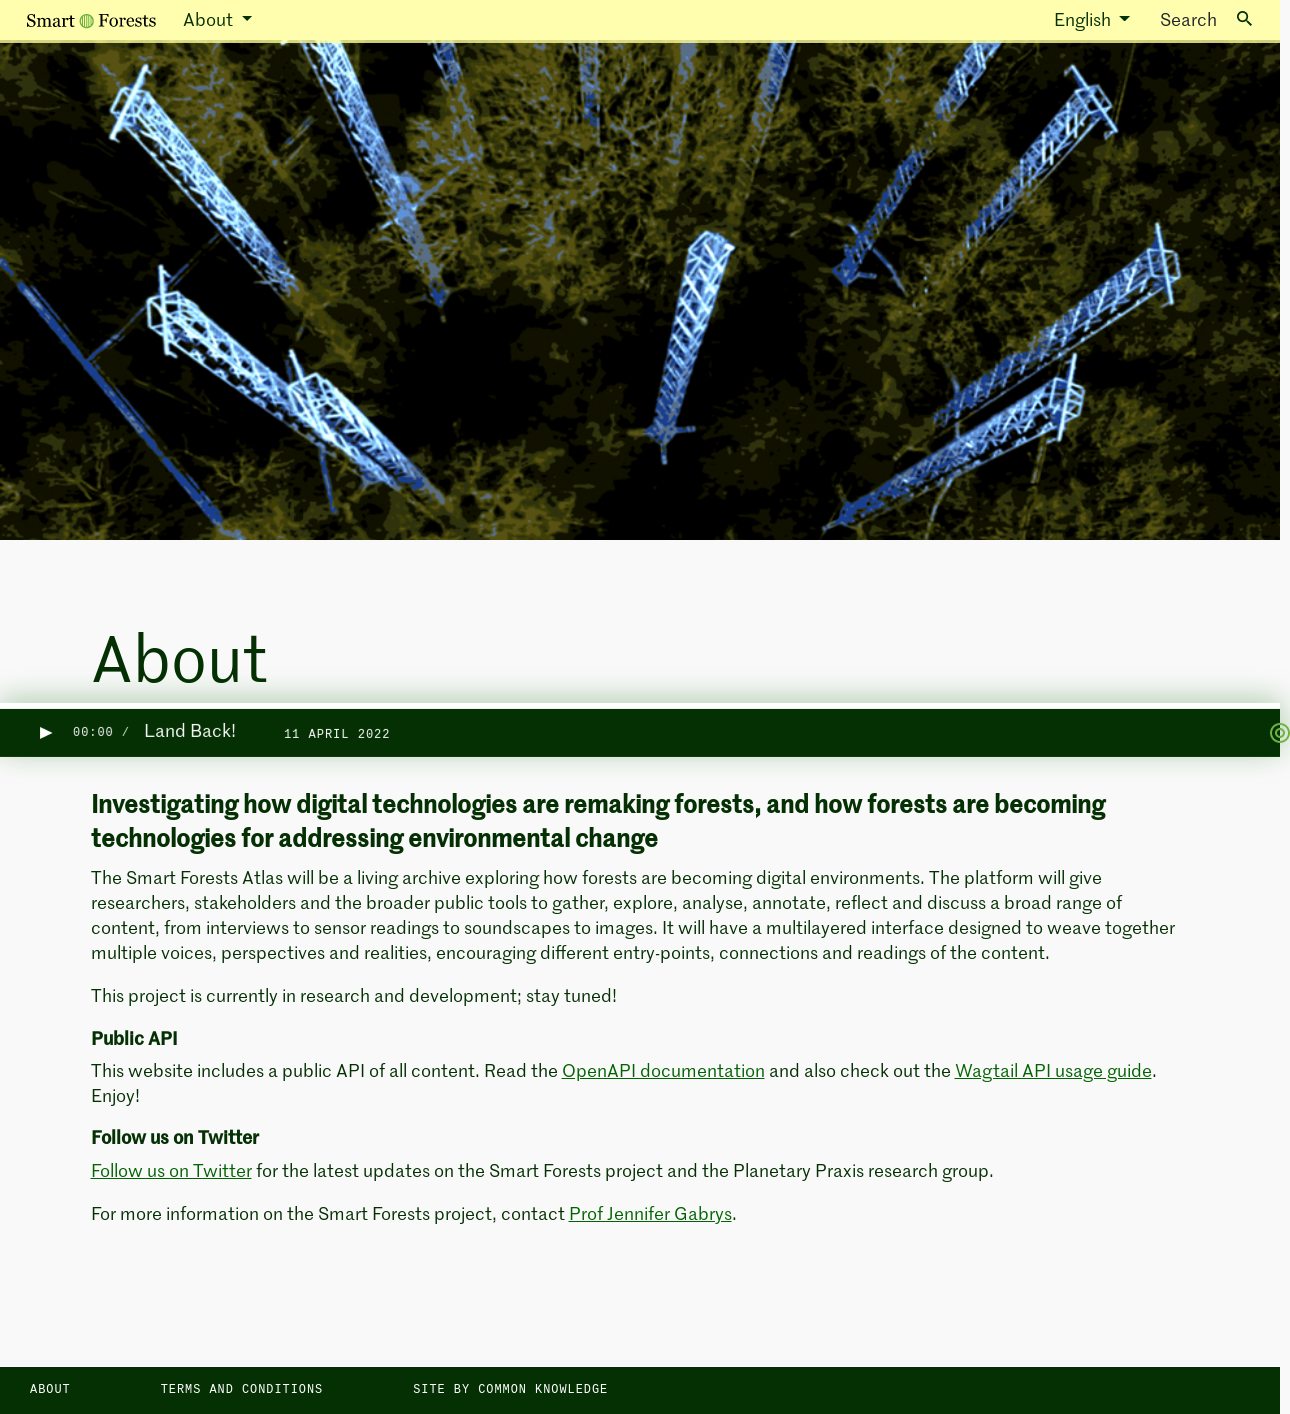 Smart Forests About English Search
About
00:00 / Land Back! 11 APRIL 2022
Investigating how digital technologies are remaking forests, and how forests are becoming
technologies for addressing environmental change
The Smart Forests Atlas will be a living archive exploring how forests are becoming digital environments. The platform will give
researchers, stakeholders and the broader public tools to gather, explore, analyse, annotate, reflect and discuss a broad range of
content, from interviews to sensor readings to soundscapes to images. It will have a multilayered interface designed to weave together
multiple voices, perspectives and realities, encouraging different entry-points, connections and readings of the content.
This project is currently in research and development; stay tuned!
Public API
This website includes a public API of all content. Read the OpenAPI documentation and also check out the Wagtail API usage guide.
Enjoy!
Follow us on Twitter
Follow us on Twitter for the latest updates on the Smart Forests project and the Planetary Praxis research group.
For more information on the Smart Forests project, contact Prof Jennifer Gabrys.
ABOUT TERMS AND CONDITIONS SITE BY COMMON KNOWLEDGE